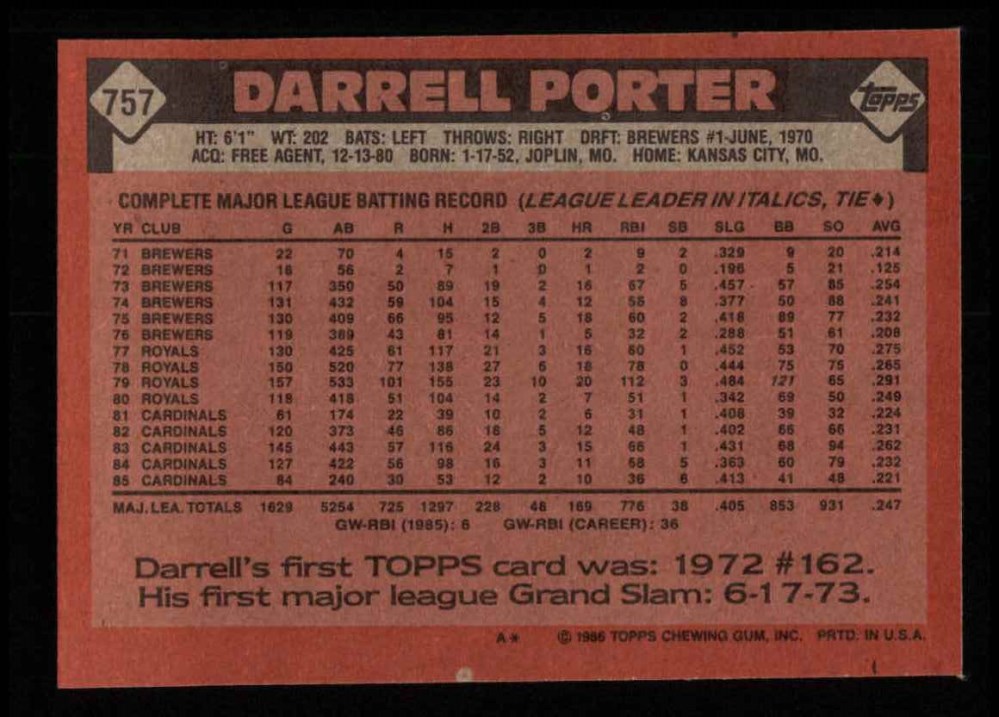 757 DARRELL PORTER topps
HT: 6'1" WT: 202 BATS: LEFT THROWS: RIGHT DRFT: BREWERS #1-JUNE, 1970
ACQ: FREE AGENT, 12-13-80 BORN: 1-17-52, JOPLIN, MO. HOME: KANSAS CITY, MO.
COMPLETE MAJOR LEAGUE BATTING RECORD (LEAGUE LEADER IN ITALICS, TIE♦)
YR CLUB G AB R H 2B 3B HR RBI SB SLG BB SO AVG
71 BREWERS 22 70 4 15 2 0 2 9 2 .329 9 20 .214
72 BREWERS 18 56 2 7 1 0 1 2 0 .196 5 21 .125
73 BREWERS 117 350 50 89 19 2 16 67 5 .457 57 85 .254
74 BREWERS 131 432 59 104 15 4 12 56 8 .377 50 88 .241
75 BREWERS 130 409 66 95 12 5 18 60 2 .418 89 77 .232
76 BREWERS 119 389 43 81 14 1 5 32 2 .288 51 61 .208
77 ROYALS 130 425 61 117 21 3 16 60 1 .452 53 70 .275
78 ROYALS 150 520 77 138 27 6 18 78 0 .444 75 75 .265
79 ROYALS 157 533 101 155 23 10 20 112 3 .484 121 65 .291
80 ROYALS 118 418 51 104 14 2 7 51 1 .342 69 50 .249
81 CARDINALS 61 174 22 39 10 2 6 31 1 .408 39 32 .224
82 CARDINALS 120 373 46 86 18 5 12 48 1 .402 66 66 .231
83 CARDINALS 145 443 57 116 24 3 15 66 1 .431 68 94 .262
84 CARDINALS 127 422 56 98 16 3 11 68 5 .363 60 79 .232
85 CARDINALS 84 240 30 53 12 2 10 36 6 .413 41 48 .221
MAJ. LEA. TOTALS 1629 5254 725 1297 228 48 169 776 38 .405 853 931 .247
GW-RBI (1985): 6 GW-RBI (CAREER): 36
Darrell's first TOPPS card was: 1972 #162.
His first major league Grand Slam: 6-17-73.
A* © 1986 TOPPS CHEWING GUM, INC. PRTD. IN U.S.A.